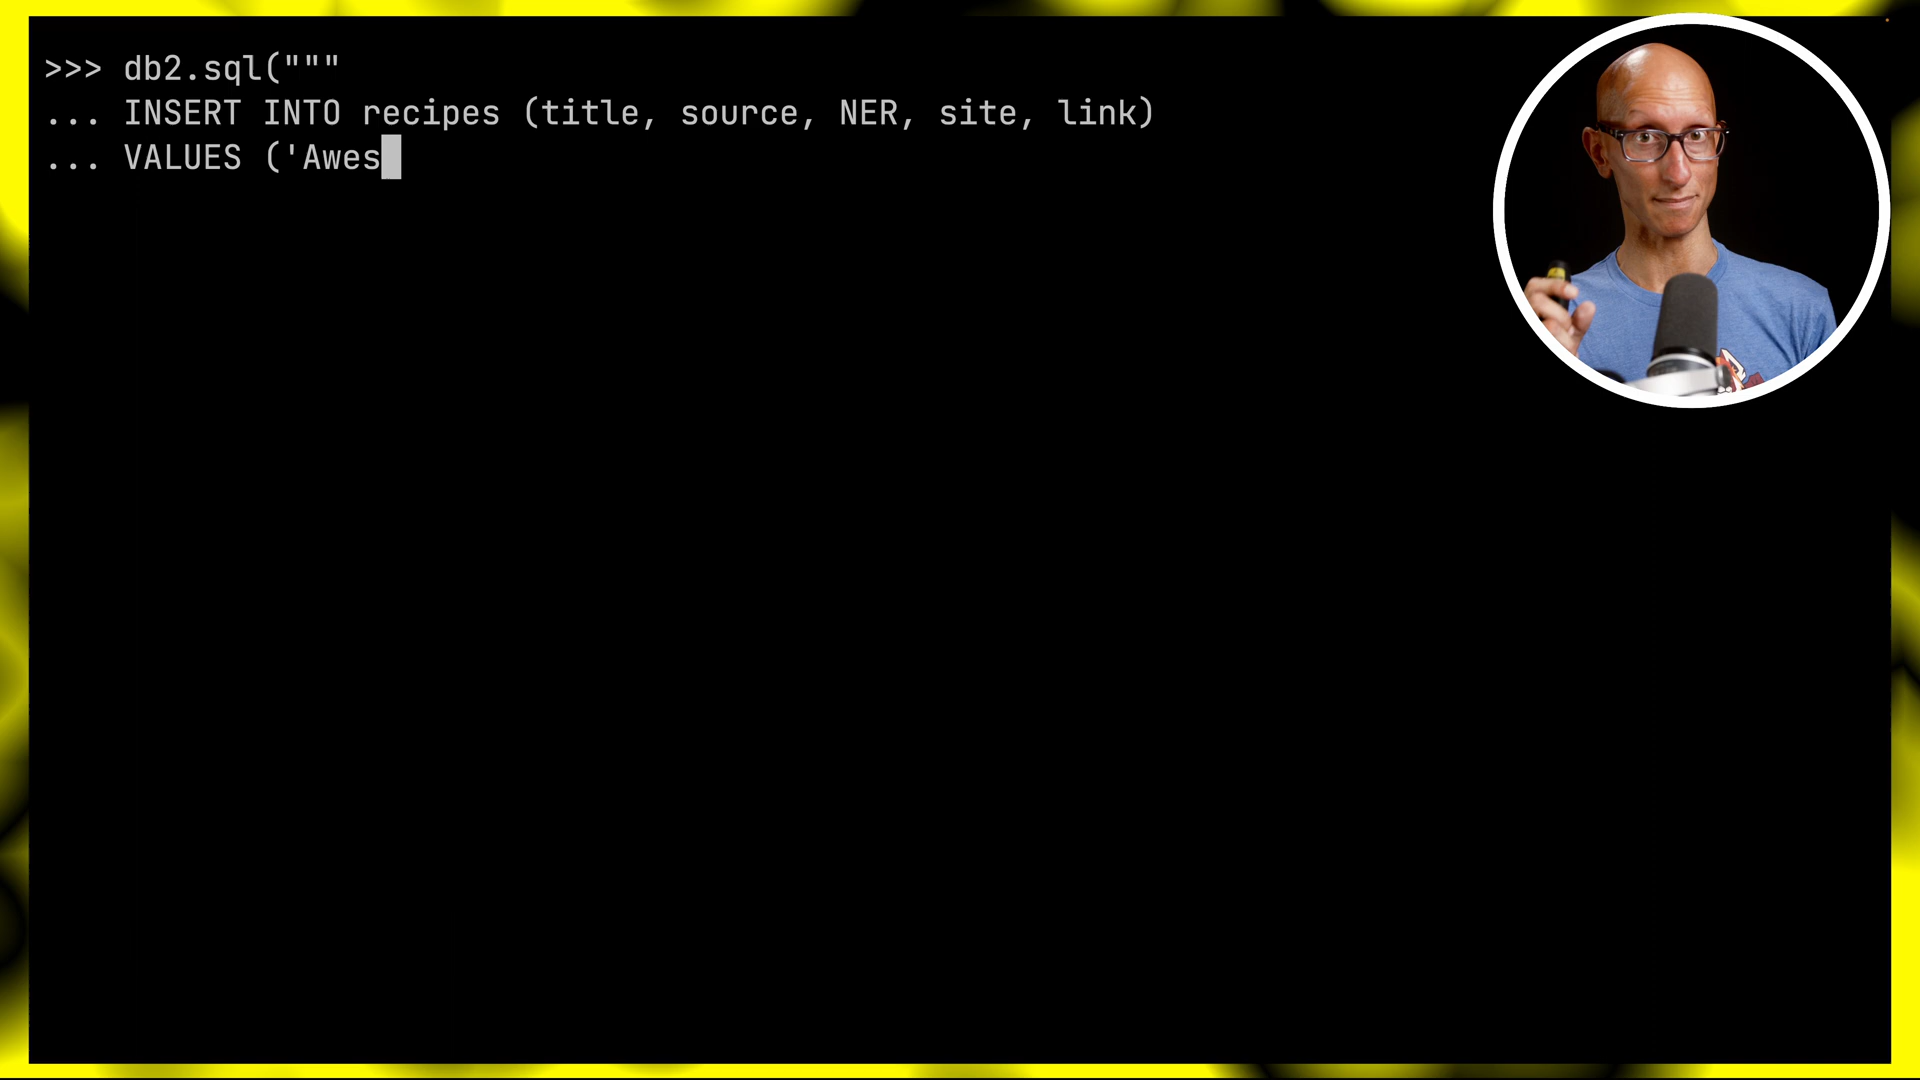 >>> db2.sql("""
... INSERT INTO recipes (title, source, NER, site, link)
... VALUES ('Awes